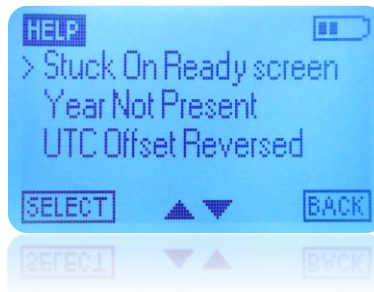 HELP
> Stuck On Ready screen
Year Not Present
UTC Offset Reversed
SELECT BACK